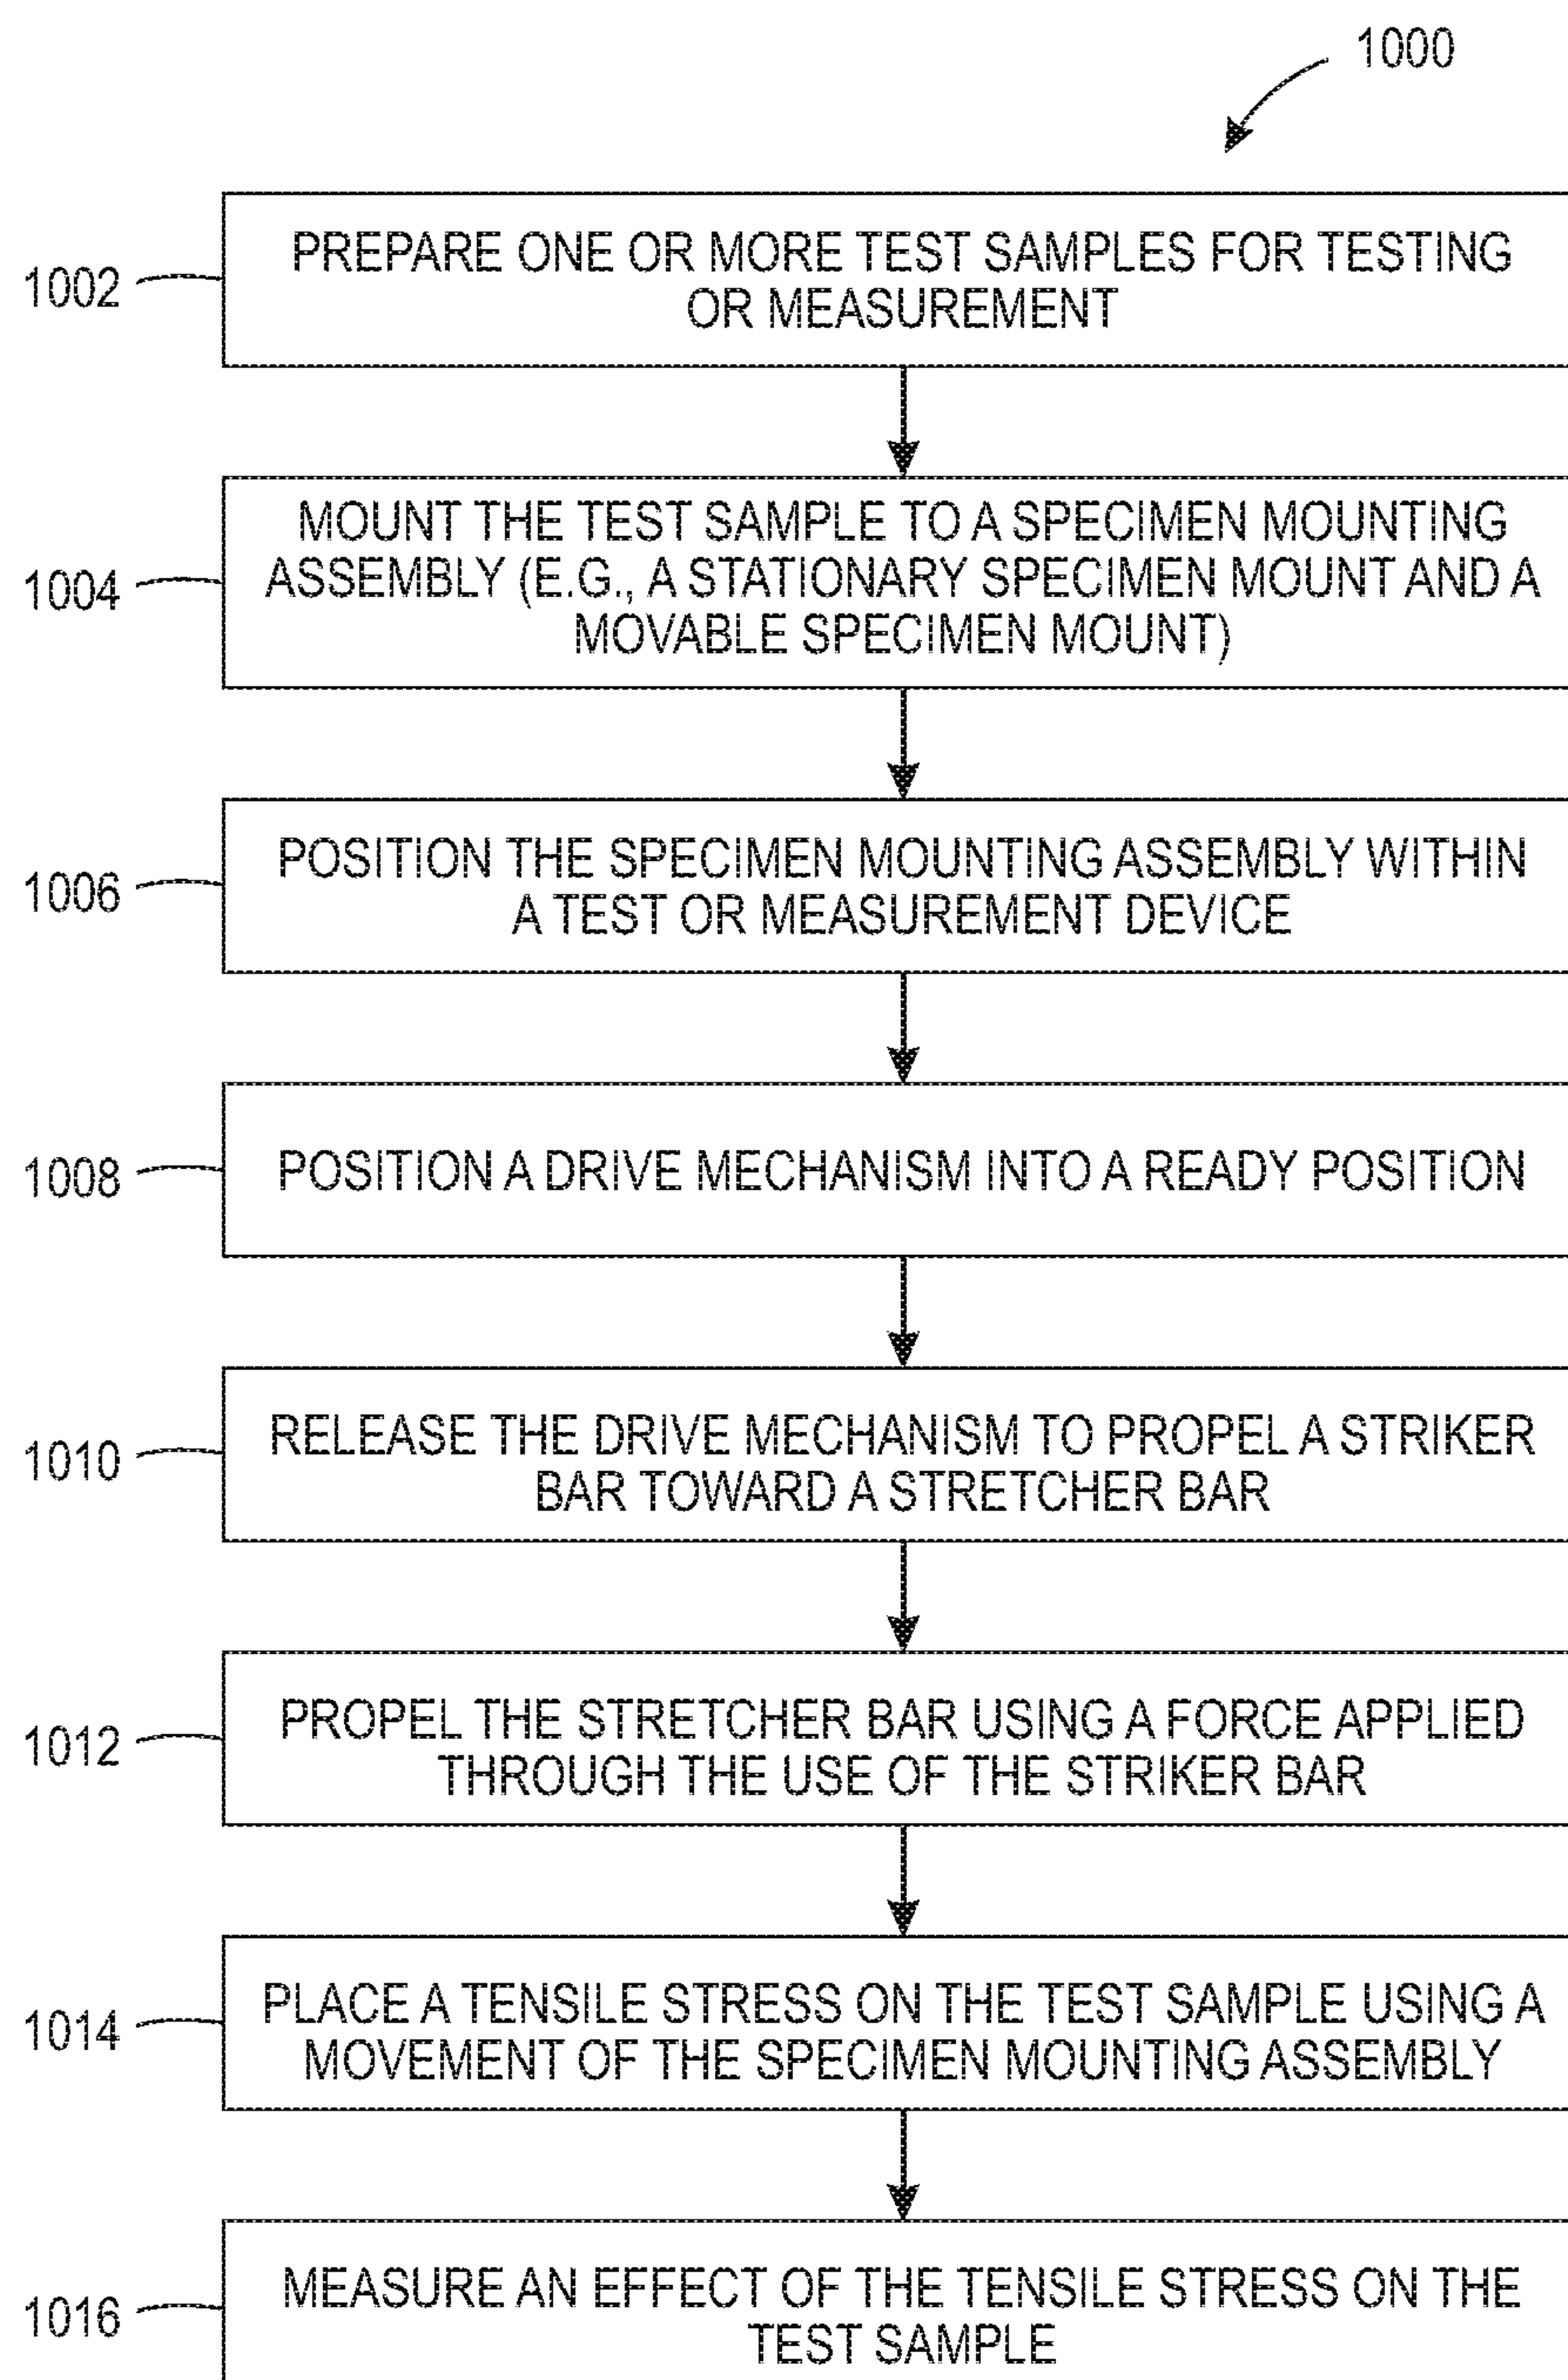 1000
1002
PREPARE ONE OR MORE TEST SAMPLES FOR TESTING
OR MEASUREMENT
1004
MOUNT THE TEST SAMPLE TO A SPECIMEN MOUNTING
ASSEMBLY (E.G., A STATIONARY SPECIMEN MOUNT AND A
MOVABLE SPECIMEN MOUNT)
1006
POSITION THE SPECIMEN MOUNTING ASSEMBLY WITHIN
A TEST OR MEASUREMENT DEVICE
1008
POSITION A DRIVE MECHANISM INTO A READY POSITION
1010
RELEASE THE DRIVE MECHANISM TO PROPEL A STRIKER
BAR TOWARD A STRETCHER BAR
1012
PROPEL THE STRETCHER BAR USING A FORCE APPLIED
THROUGH THE USE OF THE STRIKER BAR
1014
PLACE A TENSILE STRESS ON THE TEST SAMPLE USING A
MOVEMENT OF THE SPECIMEN MOUNTING ASSEMBLY
1016
MEASURE AN EFFECT OF THE TENSILE STRESS ON THE
TEST SAMPLE